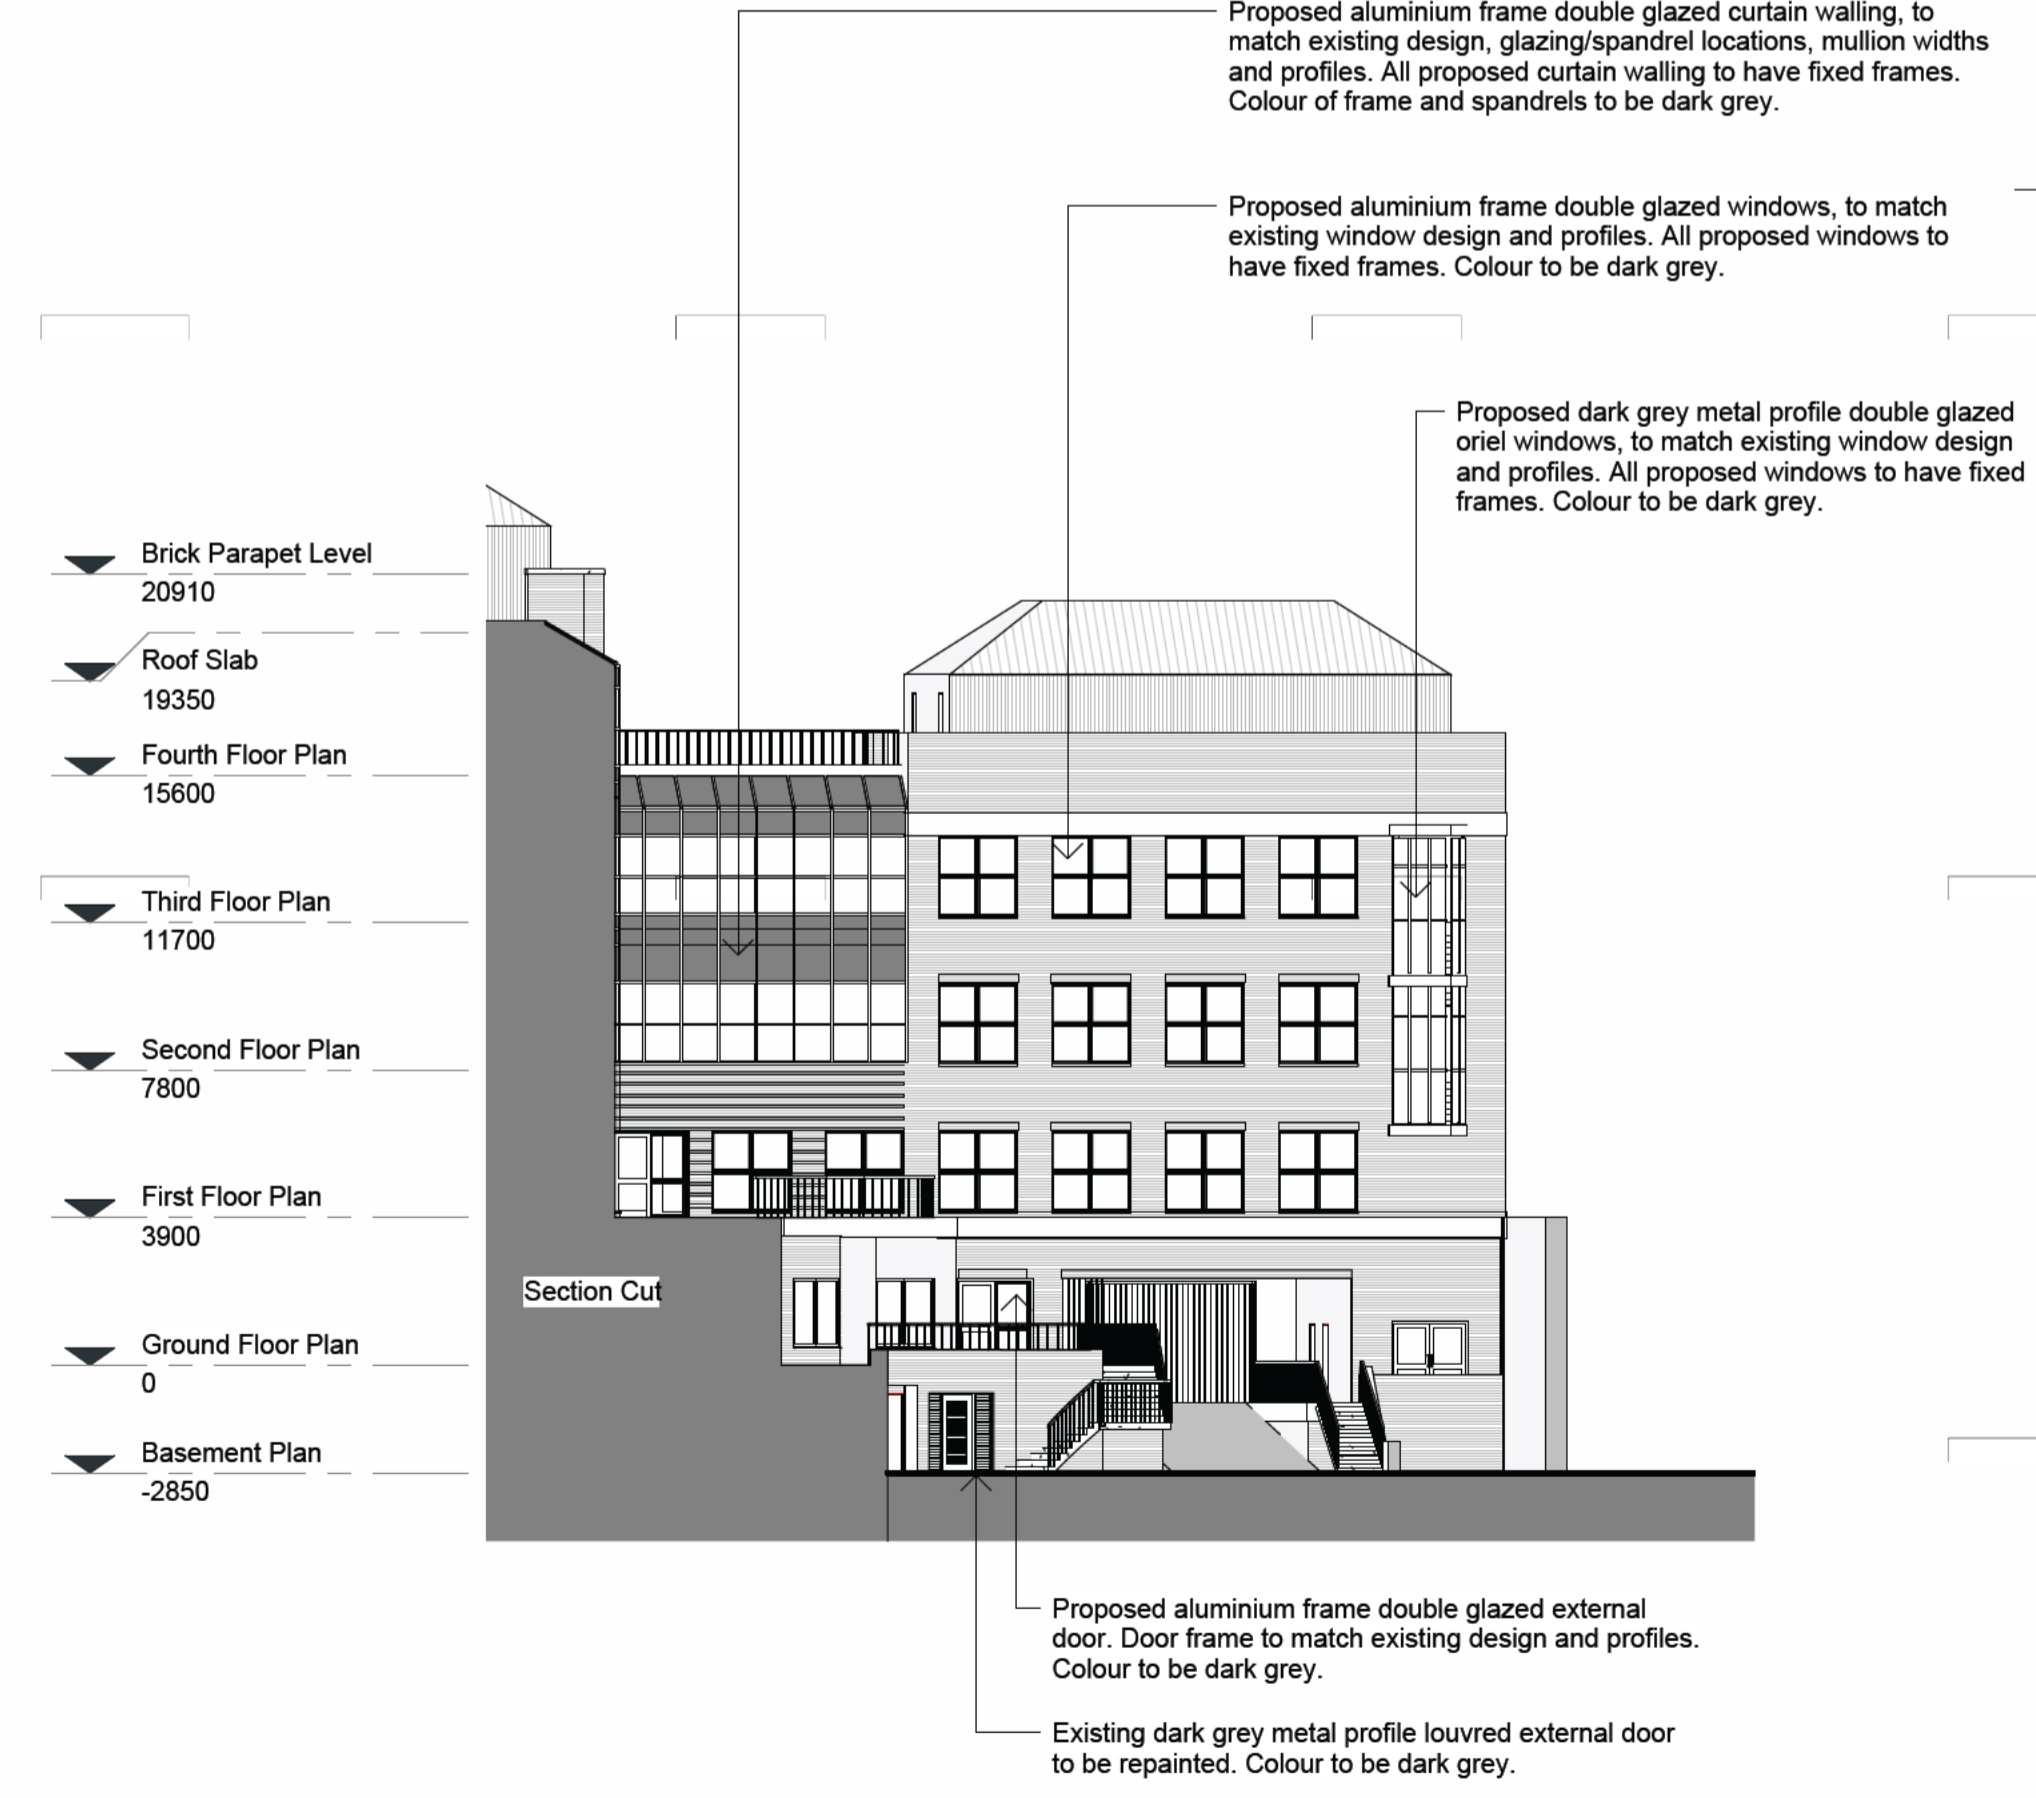 Proposed aluminium frame double glazed curtain walling, to
match existing design, glazing/spandrel locations, mullion widths
and profiles. All proposed curtain walling to have fixed frames.
Colour of frame and spandrels to be dark grey.
Proposed aluminium frame double glazed windows, to match
existing window design and profiles. All proposed windows to
have fixed frames. Colour to be dark grey.
Proposed dark grey metal profile double glazed
oriel windows, to match existing window design
and profiles. All proposed windows to have fixed
frames. Colour to be dark grey.
Brick Parapet Level
20910
Roof Slab
19350
Fourth Floor Plan
15600
Third Floor Plan
11700
Second Floor Plan
7800
First Floor Plan
3900
Section Cut
Ground Floor Plan
0
Basement Plan
-2850
Proposed aluminium frame double glazed external
door. Door frame to match existing design and profiles.
Colour to be dark grey.
Existing dark grey metal profile louvred external door
to be repainted. Colour to be dark grey.